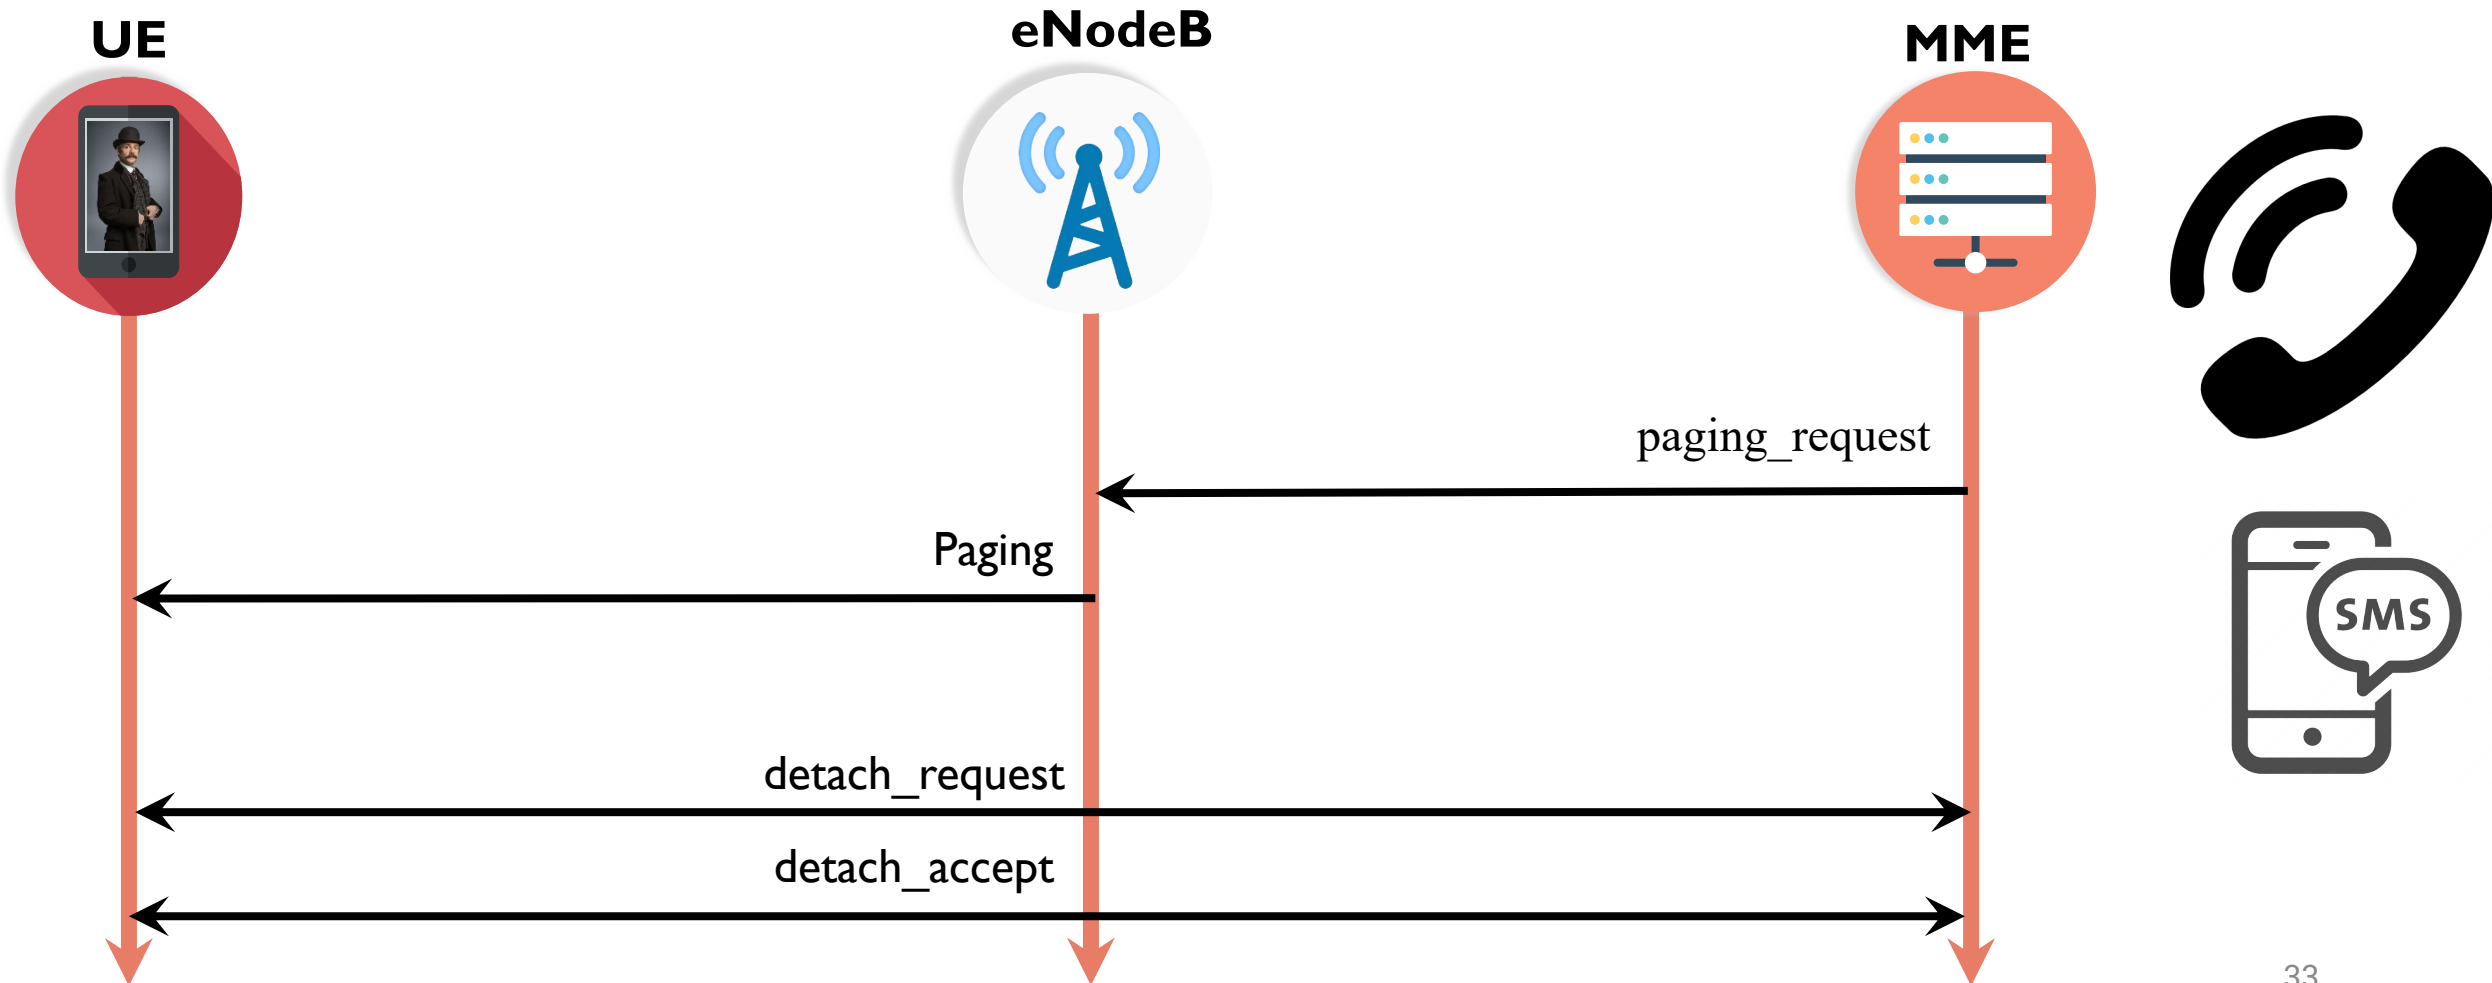 UE
eNodeB
MME
paging_request
Paging
SMS
detach_request
detach_accept
33